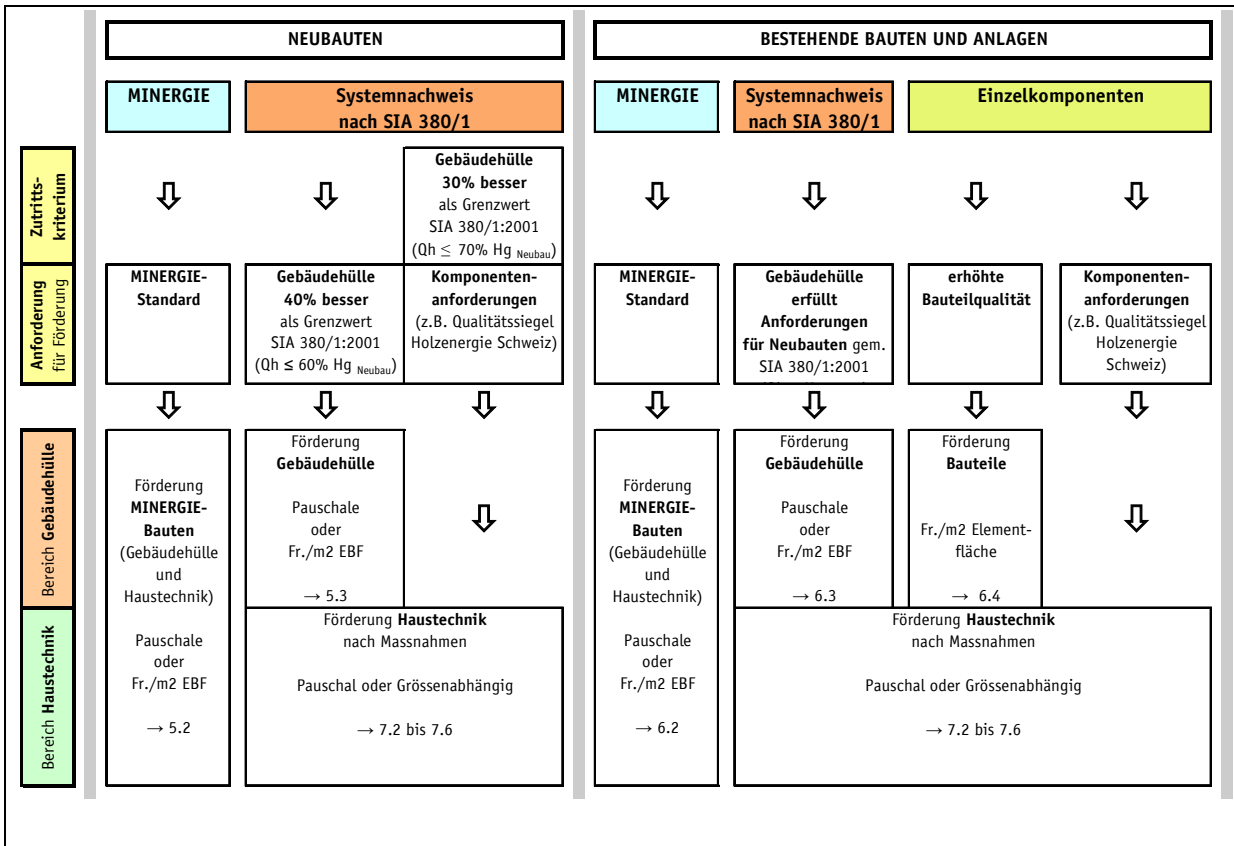 NEUBAUTEN
BESTEHENDE BAUTEN UND ANLAGEN
MINERGIE
Systemnachweis
nach SIA 380/1
MINERGIE
Systemnachweis
nach SIA 380/1
Einzelkomponenten
Zutritts-
kriterium
Gebäudehülle
30% besser
als Grenzwert
SIA 380/1:2001
(Qh ≤ 70% Hg Neubau)
Anforderung
für Förderung
MINERGIE-
Standard
Gebäudehülle
40% besser
als Grenzwert
SIA 380/1:2001
(Qh ≤ 60% Hg Neubau)
Komponenten-
anforderungen
(z.B. Qualitätssiegel
Holzenergie Schweiz)
MINERGIE-
Standard
Gebäudehülle
erfüllt
Anforderungen
für Neubauten gem.
SIA 380/1:2001
erhöhte
Bauteilqualität
Komponenten-
anforderungen
(z.B. Qualitätssiegel
Holzenergie
Schweiz)
Bereich Gebäudehülle
Förderung
MINERGIE-
Bauten
(Gebäudehülle
und
Haustechnik)
Pauschale
oder
Fr./m2 EBF
→ 5.2
Förderung
Gebäudehülle
Pauschale
oder
Fr./m2 EBF
→ 5.3
Förderung
MINERGIE-
Bauten
(Gebäudehülle
und
Haustechnik)
Pauschale
oder
Fr./m2 EBF
→ 6.2
Förderung
Gebäudehülle
Pauschale
oder
Fr./m2 EBF
→ 6.3
Förderung
Bauteile
Fr./m2 Element-
fläche
→ 6.4
Bereich Haustechnik
Förderung Haustechnik
nach Massnahmen
Pauschal oder Grössenabhängig
→ 7.2 bis 7.6
Förderung Haustechnik
nach Massnahmen
Pauschal oder Grössenabhängig
→ 7.2 bis 7.6